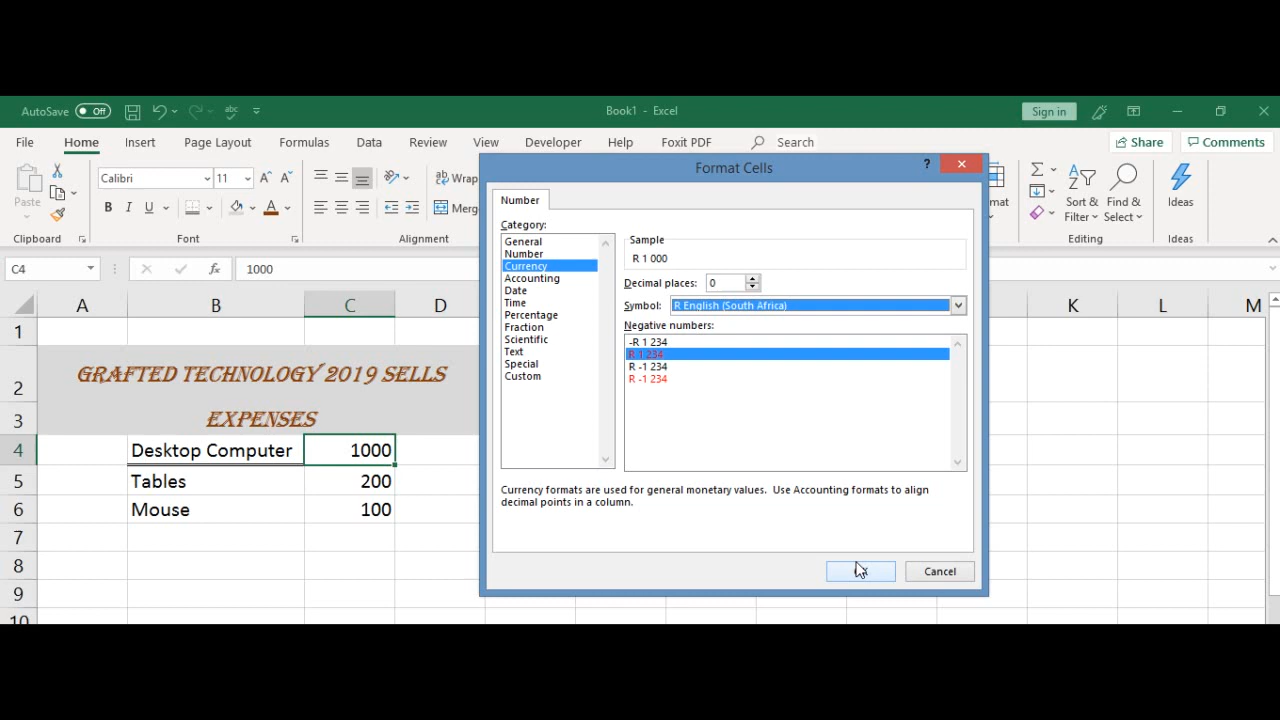 AutoSave Off
Book1 - Excel
Sign in
File Home Insert Page Layout Formulas Data Review View Developer Help Foxit PDF Search
Share Comments
Paste
Calibri 11
B I U
A
Wrap
Merg
Sort & Filter
Find & Select
Ideas
Clipboard Font Alignment Editing Ideas
C4 fx 1000
A B C D K L M
1
2 GRAFTED TECHNOLOGY 2019 SELLS
3 EXPENSES
4 Desktop Computer 1000
5 Tables 200
6 Mouse 100
7
8
9
10
Format Cells
? ×
Number
Category:
General
Number
Currency
Accounting
Date
Time
Percentage
Fraction
Scientific
Text
Special
Custom
Sample
R 1 000
Decimal places: 0
Symbol: R English (South Africa)
Negative numbers:
-R 1 234
R 1 234
R -1 234
R -1 234
Currency formats are used for general monetary values. Use Accounting formats to align
decimal points in a column.
Cancel